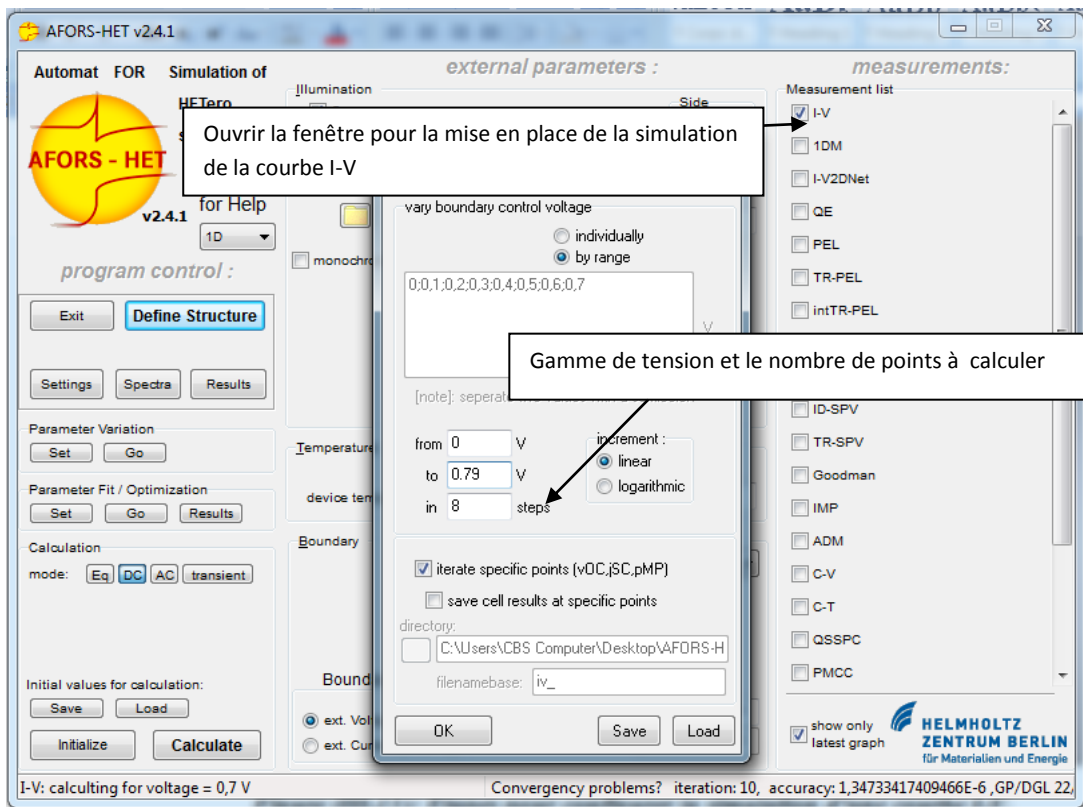 AFORS-HET v2.4.1
Automat FOR Simulation of
HETero
AFORS - HET
v2.4.1
for Help
1D
program control :
Exit
Define Structure
Settings
Spectra
Results
Parameter Variation
Set
Go
Parameter Fit / Optimization
Set
Go
Results
Calculation
mode:
Eq
DC
AC
transient
Initial values for calculation:
Save
Load
Initialize
Calculate
external parameters :
Illumination
Side
Ouvrir la fenêtre pour la mise en place de la simulation
de la courbe I-V
monochro
Temperature
device tem
Boundary
Bound
ext. Vol
ext. Cur
vary boundary control voltage
individually
by range
0;0,1;0,2;0,3;0,4;0,5;0,6;0,7
V
Gamme de tension et le nombre de points à calculer
from 0 V
to 0.79 V
in 8 steps
increment :
linear
logarithmic
iterate specific points (vOC,jSC,pMP)
save cell results at specific points
directory:
C:\Users\CBS Computer\Desktop\AFORS-H
filenamebase: iv_
OK
Save
Load
measurements:
Measurement list
I-V
1DM
I-V2DNet
QE
PEL
TR-PEL
intTR-PEL
ID-SPV
TR-SPV
Goodman
IMP
ADM
C-V
C-T
QSSPC
PMCC
show only
latest graph
HELMHOLTZ
ZENTRUM BERLIN
für Materialien und Energie
I-V: calculting for voltage = 0,7 V
Convergency problems? iteration: 10, accuracy: 1,34733417409466E-6 ,GP/DGL 22,